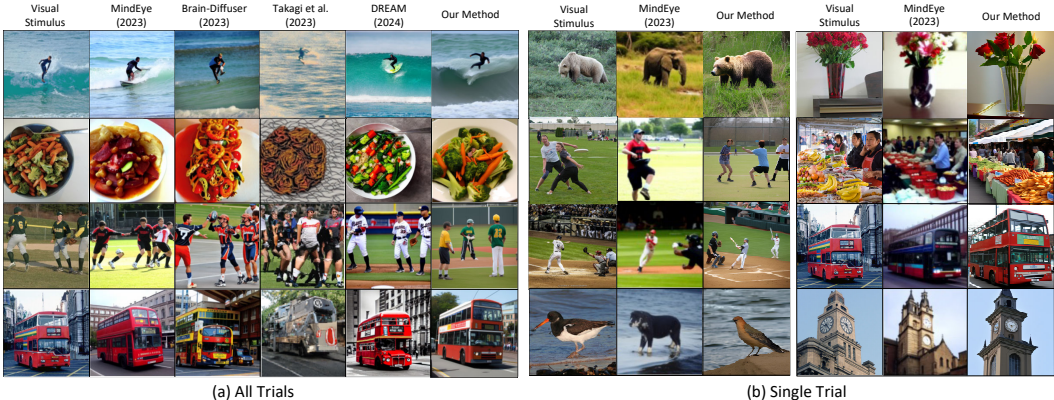 Visual
Stimulus
MindEye
(2023)
Brain-Diffuser
(2023)
Takagi et al.
(2023)
DREAM
(2024)
Our Method
Visual
Stimulus
MindEye
(2023)
Our Method
Visual
Stimulus
MindEye
(2023)
Our Method
(a) All Trials
(b) Single Trial